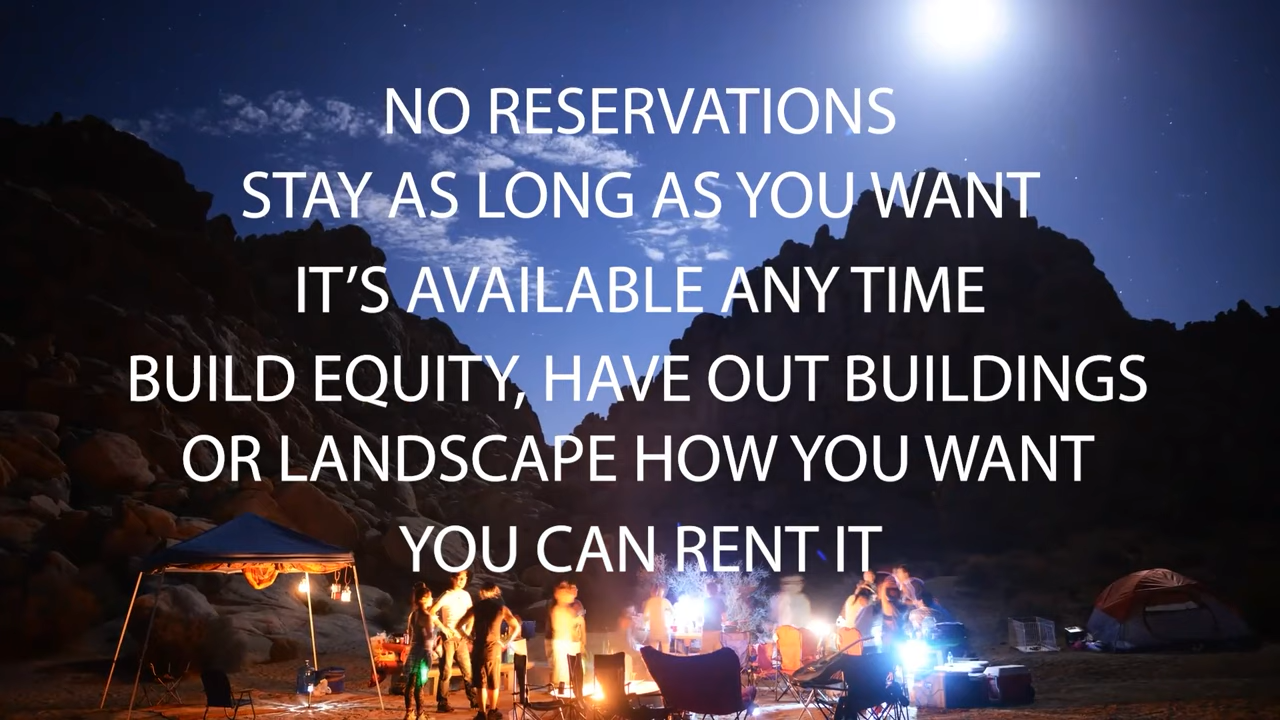 NO RESERVATIONS
STAY AS LONG AS YOU WANT
IT’S AVAILABLE ANY TIME
BUILD EQUITY, HAVE OUT BUILDINGS
OR LANDSCAPE HOW YOU WANT
YOU CAN RENT IT